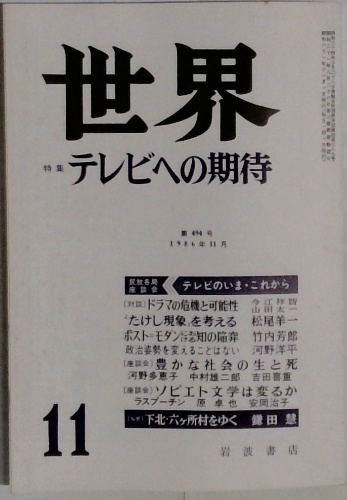 世界
特集 テレビへの期待
第494号
1986年11月
民放各局座談会 テレビのいま・これから
〔対談〕ドラマの危機と可能性 今江祥智 山田太一
"たけし現象"を考える 松尾羊一
ポスト=モダンと知の陥穽 竹内芳郎
政治姿勢を変えることはない 河野洋平
〔座談会〕豊かな社会の生と死
河野多恵子 中村雄二郎 吉田喜重
〔座談会〕ソビエト文学は変るか
ラスプーチン 原卓也 安岡治子
〔ルポ〕下北・六ヶ所村をゆく 鎌田慧
11
岩波書店